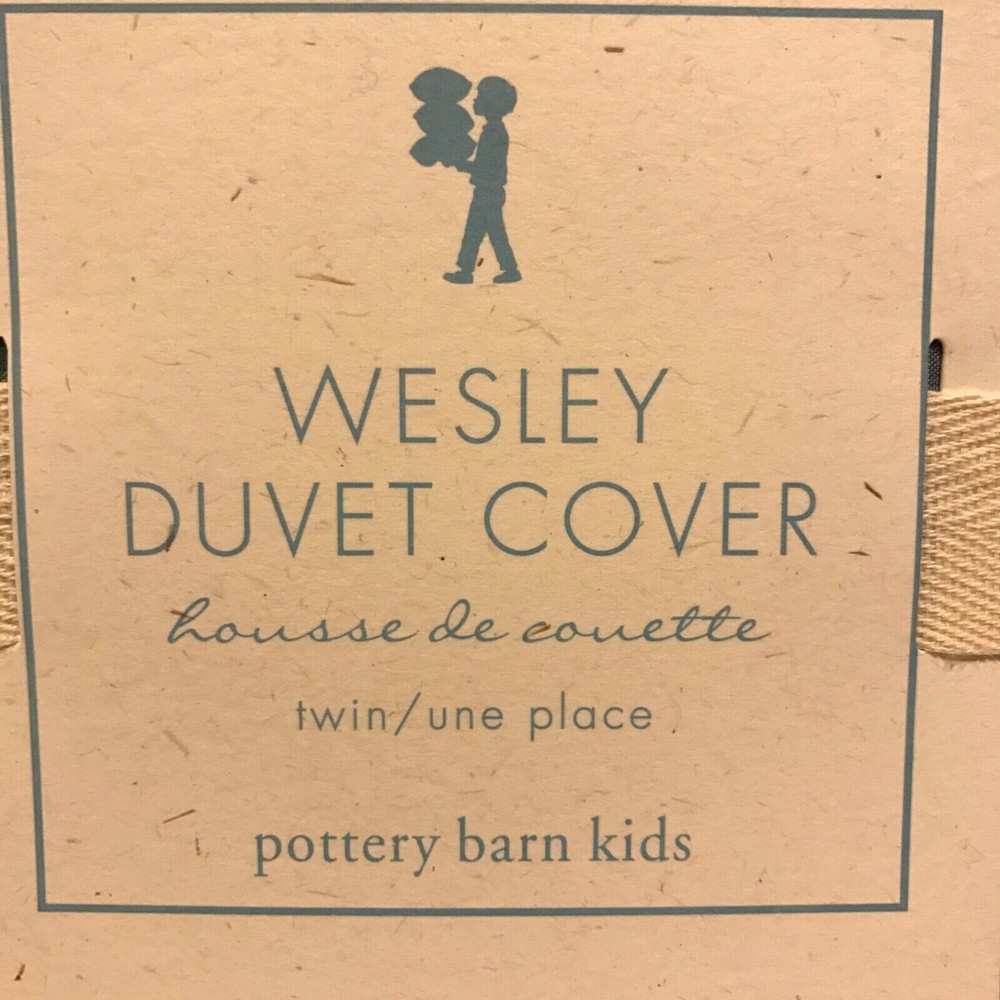 WESLEY
DUVET COVER
housse de couette
twin/une place
pottery barn kids